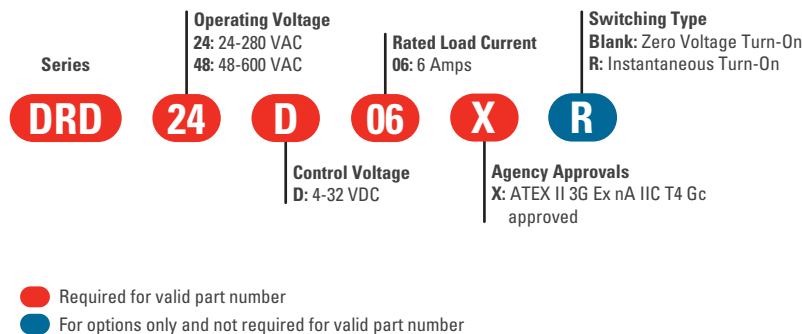 Series
Operating Voltage
24: 24-280 VAC
48: 48-600 VAC
Rated Load Current
06: 6 Amps
Switching Type
Blank: Zero Voltage Turn-On
R: Instantaneous Turn-On
DRD 24 D 06 X R
Control Voltage
D: 4-32 VDC
Agency Approvals
X: ATEX II 3G Ex nA IIC T4 Gc
approved
Required for valid part number
For options only and not required for valid part number